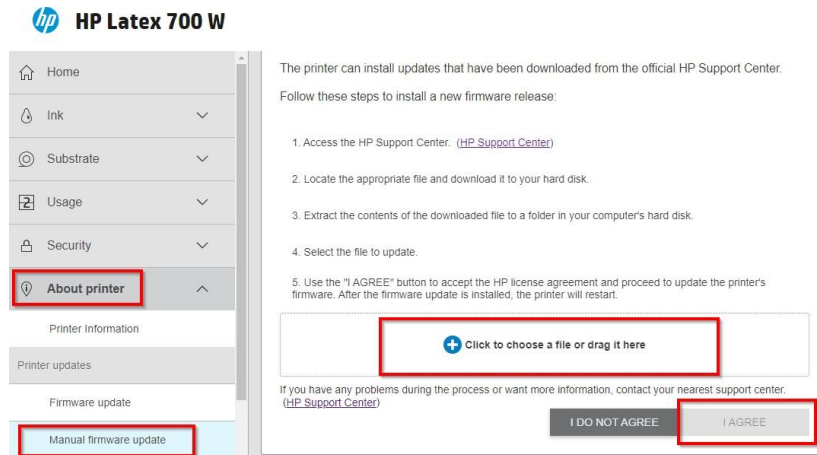 hp HP Latex 700 W
Home
Ink
Substrate
Usage
Security
About printer
Printer Information
Printer updates
Firmware update
Manual firmware update
The printer can install updates that have been downloaded from the official HP Support Center.
Follow these steps to install a new firmware release:
1. Access the HP Support Center. (HP Support Center)
2. Locate the appropriate file and download it to your hard disk.
3. Extract the contents of the downloaded file to a folder in your computer's hard disk.
4. Select the file to update.
5. Use the "I AGREE" button to accept the HP license agreement and proceed to update the printer's
firmware. After the firmware update is installed, the printer will restart.
Click to choose a file or drag it here
If you have any problems during the process or want more information, contact your nearest support center.
(HP Support Center)
I DO NOT AGREE
I AGREE